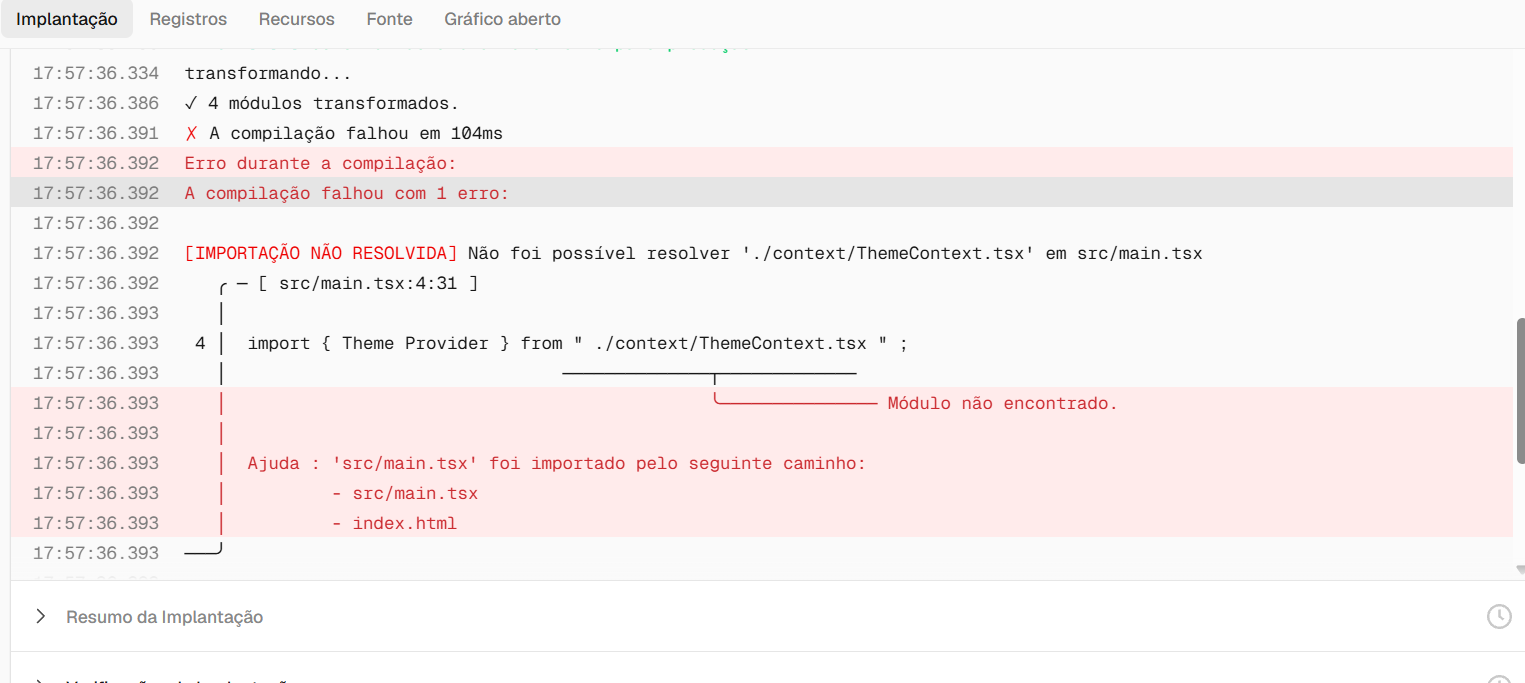 Implantação Registros Recursos Fonte Gráfico aberto
17:57:36.334 transformando...
17:57:36.386 ✓ 4 módulos transformados.
17:57:36.391 ✗ A compilação falhou em 104ms
17:57:36.392 Erro durante a compilação:
17:57:36.392 A compilação falhou com 1 erro:
17:57:36.392
17:57:36.392 [IMPORTAÇÃO NÃO RESOLVIDA] Não foi possível resolver './context/ThemeContext.tsx' em src/main.tsx
17:57:36.392 ╭ ─ [ src/main.tsx:4:31 ]
17:57:36.393 │
17:57:36.393 4 │ import { Theme Provider } from " ./context/ThemeContext.tsx " ;
17:57:36.393 │ ──────────────┬─────────────
17:57:36.393 │ ╰─────────────── Módulo não encontrado.
17:57:36.393 │
17:57:36.393 │ Ajuda : 'src/main.tsx' foi importado pelo seguinte caminho:
17:57:36.393 │ - src/main.tsx
17:57:36.393 │ - index.html
17:57:36.393 ───╯
Resumo da Implantação